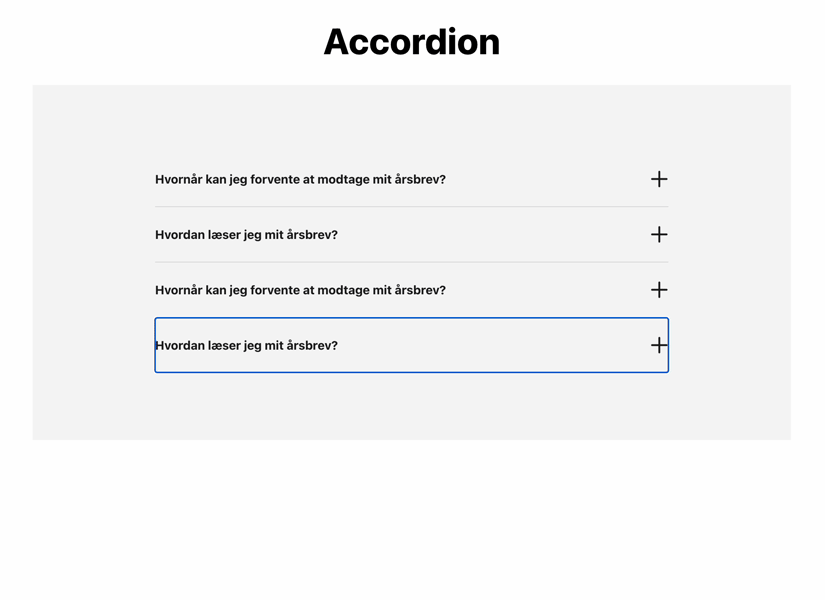 Accordion
Hvornår kan jeg forvente at modtage mit årsbrev?
Hvordan læser jeg mit årsbrev?
Hvornår kan jeg forvente at modtage mit årsbrev?
Hvordan læser jeg mit årsbrev?